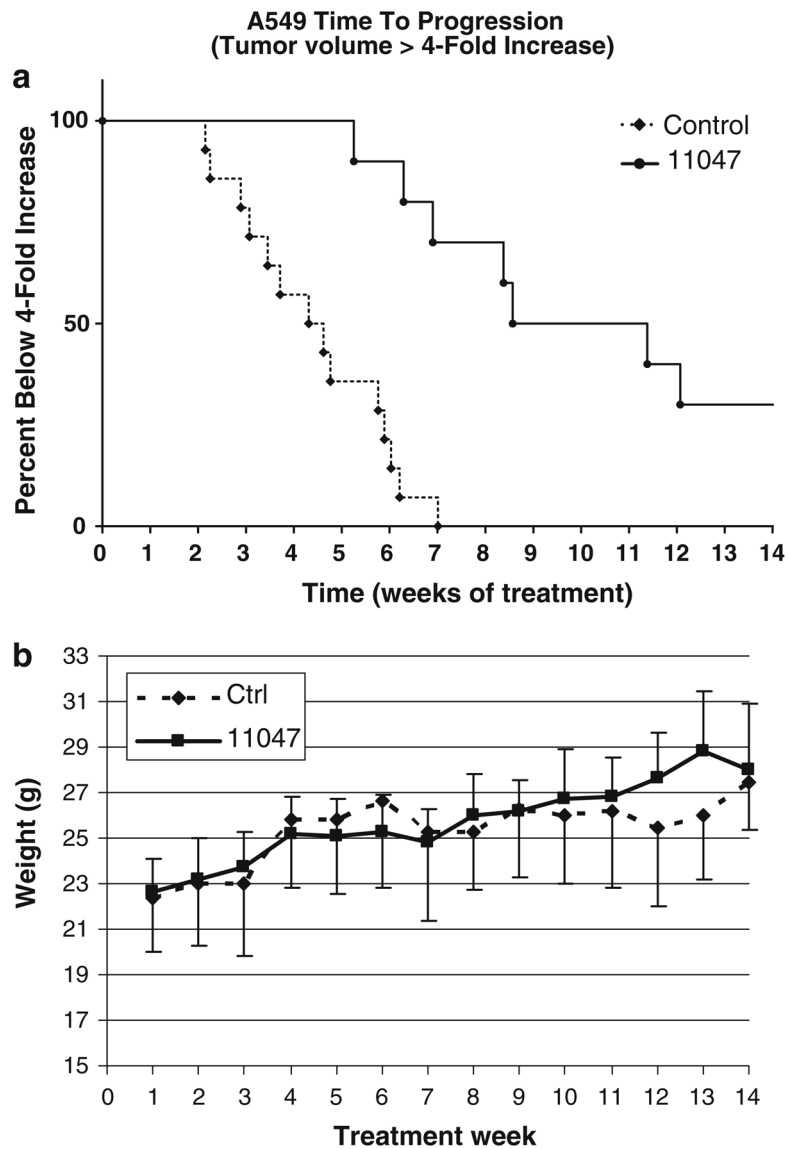 A549 Time To Progression
(Tumor volume > 4-Fold Increase)
a
Percent Below 4-Fold Increase
100
50
0
Control
11047
0 1 2 3 4 5 6 7 8 9 10 11 12 13 14
Time (weeks of treatment)
b
Weight (g)
33
31
29
27
25
23
21
19
17
15
Ctrl
11047
0 1 2 3 4 5 6 7 8 9 10 11 12 13 14
Treatment week